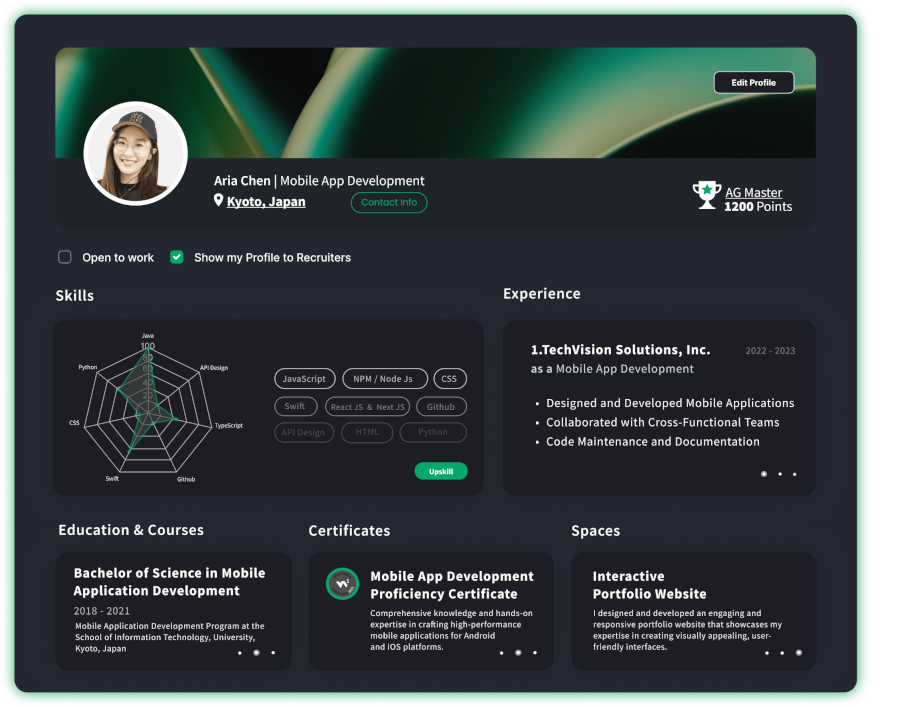 Edit Profile
Aria Chen | Mobile App Development
Kyoto, Japan
Contact Info
AG Master
1200 Points
Open to work
Show my Profile to Recruiters
Skills
Java
100
80
60
40
20
Python
API Design
CSS
TypeScript
Swift
Github
JavaScript
NPM / Node Js
CSS
Swift
React JS & Next JS
Github
API Design
HTML
Python
Upskill
Experience
1.TechVision Solutions, Inc.
2022 - 2023
as a Mobile App Development
• Designed and Developed Mobile Applications
• Collaborated with Cross-Functional Teams
• Code Maintenance and Documentation
Education & Courses
Bachelor of Science in Mobile
Application Development
2018 - 2021
Mobile Application Development Program at the
School of Information Technology, University,
Kyoto, Japan
Certificates
Mobile App Development
Proficiency Certificate
Comprehensive knowledge and hands-on
expertise in crafting high-performance
mobile applications for Android
and iOS platforms.
Spaces
Interactive
Portfolio Website
I designed and developed an engaging and
responsive portfolio website that showcases my
expertise in creating visually appealing, user-
friendly interfaces.